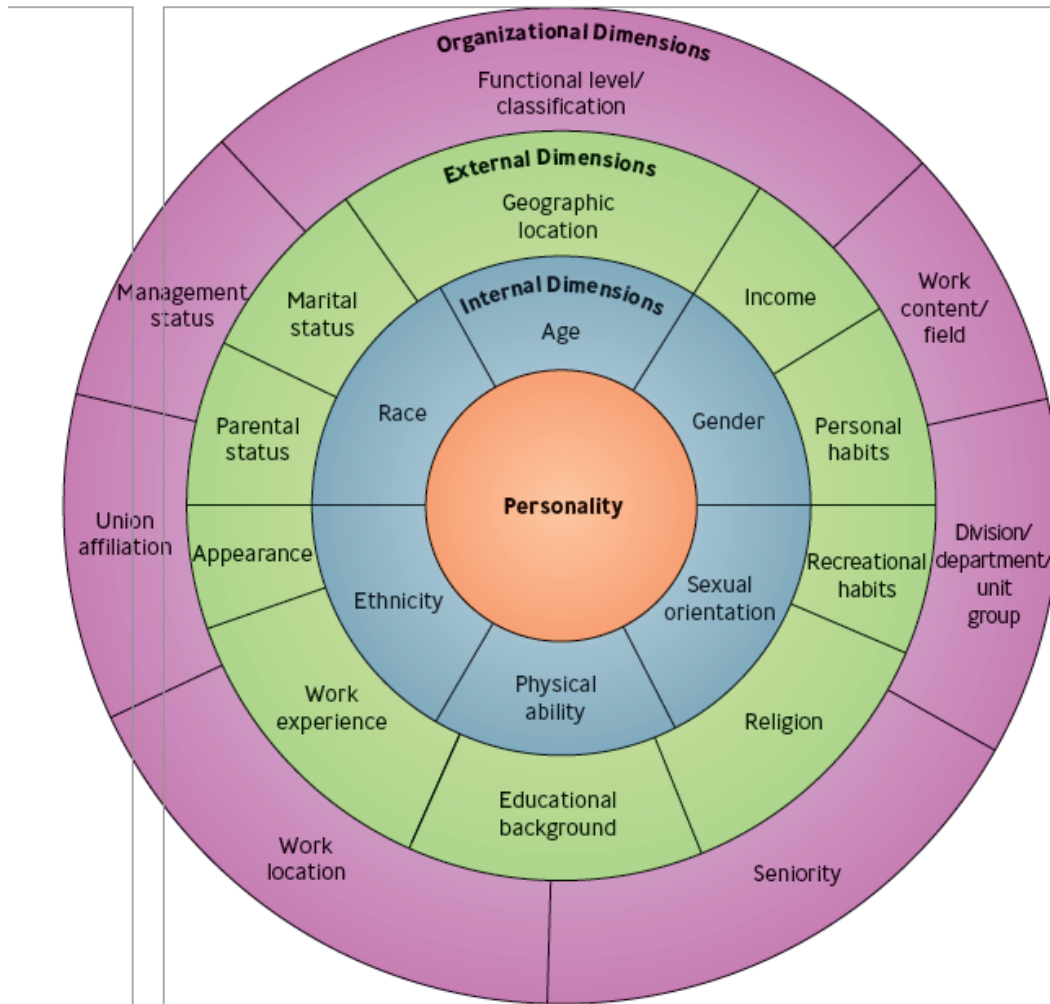 Organizational Dimensions
Functional level/
classification
External Dimensions
Geographic
location
Internal Dimensions
Age
Marital
status
Income
Management
status
Work
content/
field
Race
Gender
Parental
status
Personal
habits
Personality
Union
affiliation
Appearance
Ethnicity
Sexual
orientation
Recreational
habits
Division/
department/
unit
group
Physical
ability
Work
experience
Religion
Educational
background
Work
location
Seniority